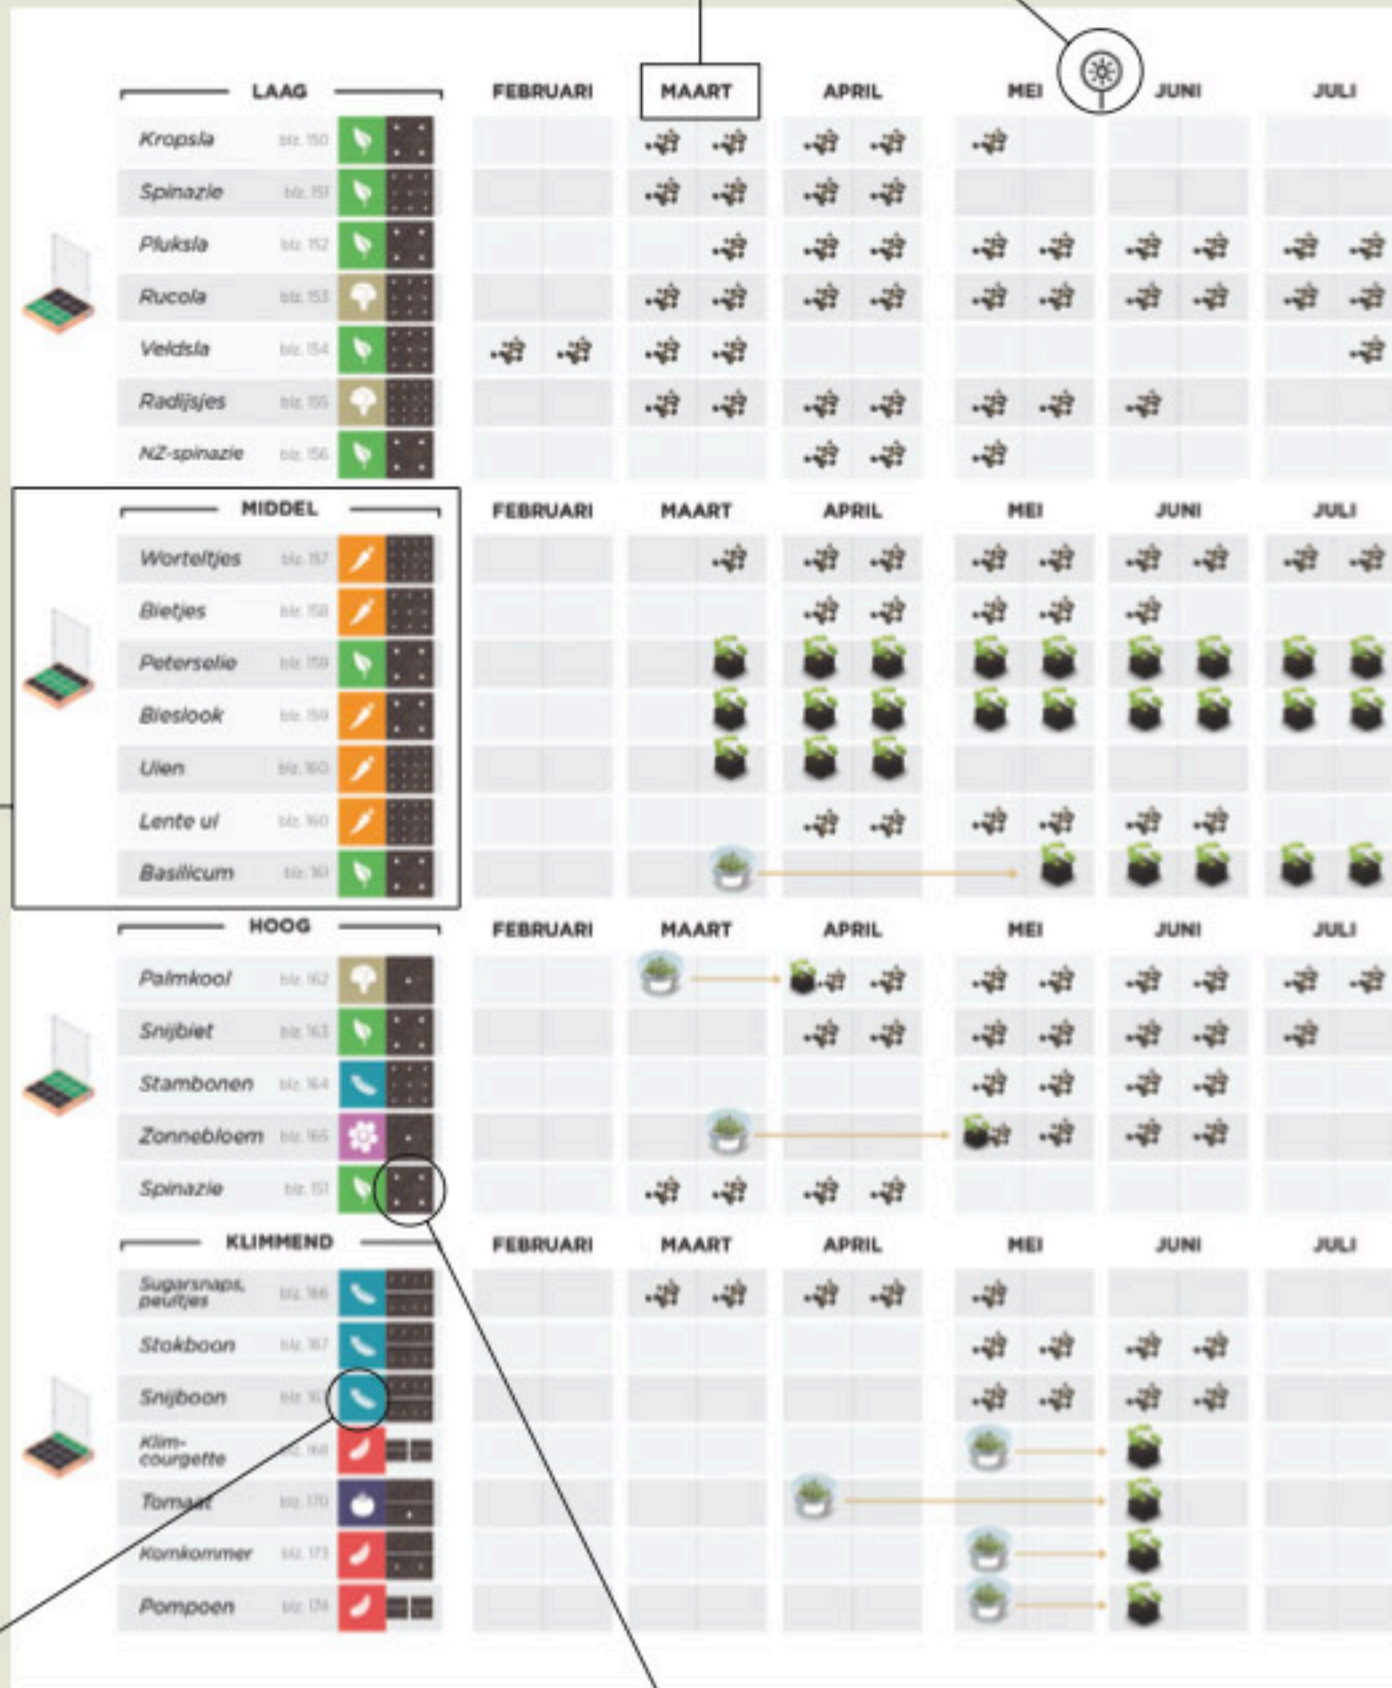 LAAG FEBRUARI MAART APRIL MEI JUNI JULI
Kropsla blz. 150
Spinazie blz. 151
Pluksla blz. 152
Rucola blz. 153
Veldsla blz. 154
Radijsjes blz. 155
NZ-spinazie blz. 156
MIDDEL FEBRUARI MAART APRIL MEI JUNI JULI
Worteltjes blz. 157
Bietjes blz. 158
Peterselie blz. 159
Bieslook blz. 159
Uien blz. 160
Lente ui blz. 160
Basilicum blz. 161
HOOG FEBRUARI MAART APRIL MEI JUNI JULI
Palmkool blz. 162
Snijbiet blz. 163
Stambonen blz. 164
Zonnebloem blz. 165
Spinazie blz. 151
KLIMMEND FEBRUARI MAART APRIL MEI JUNI JULI
Sugarsnaps,
peultjes blz. 166
Stokboon blz. 167
Snijboon blz.
Klim-
courgette blz. 168
Tomaat blz. 170
Komkommer blz. 173
Pompoen blz. 174